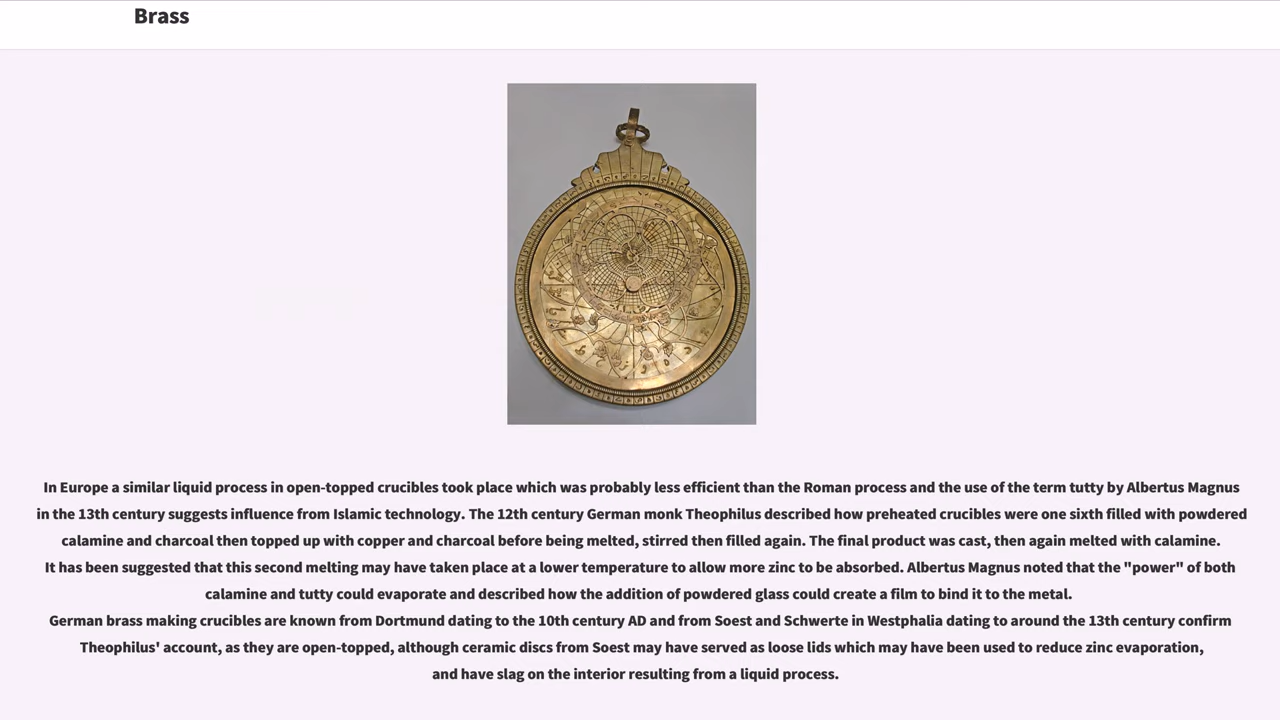 Brass
In Europe a similar liquid process in open-topped crucibles took place which was probably less efficient than the Roman process and the use of the term tutty by Albertus Magnus
in the 13th century suggests influence from Islamic technology. The 12th century German monk Theophilus described how preheated crucibles were one sixth filled with powdered
calamine and charcoal then topped up with copper and charcoal before being melted, stirred then filled again. The final product was cast, then again melted with calamine.
It has been suggested that this second melting may have taken place at a lower temperature to allow more zinc to be absorbed. Albertus Magnus noted that the "power" of both
calamine and tutty could evaporate and described how the addition of powdered glass could create a film to bind it to the metal.
German brass making crucibles are known from Dortmund dating to the 10th century AD and from Soest and Schwerte in Westphalia dating to around the 13th century confirm
Theophilus' account, as they are open-topped, although ceramic discs from Soest may have served as loose lids which may have been used to reduce zinc evaporation,
and have slag on the interior resulting from a liquid process.